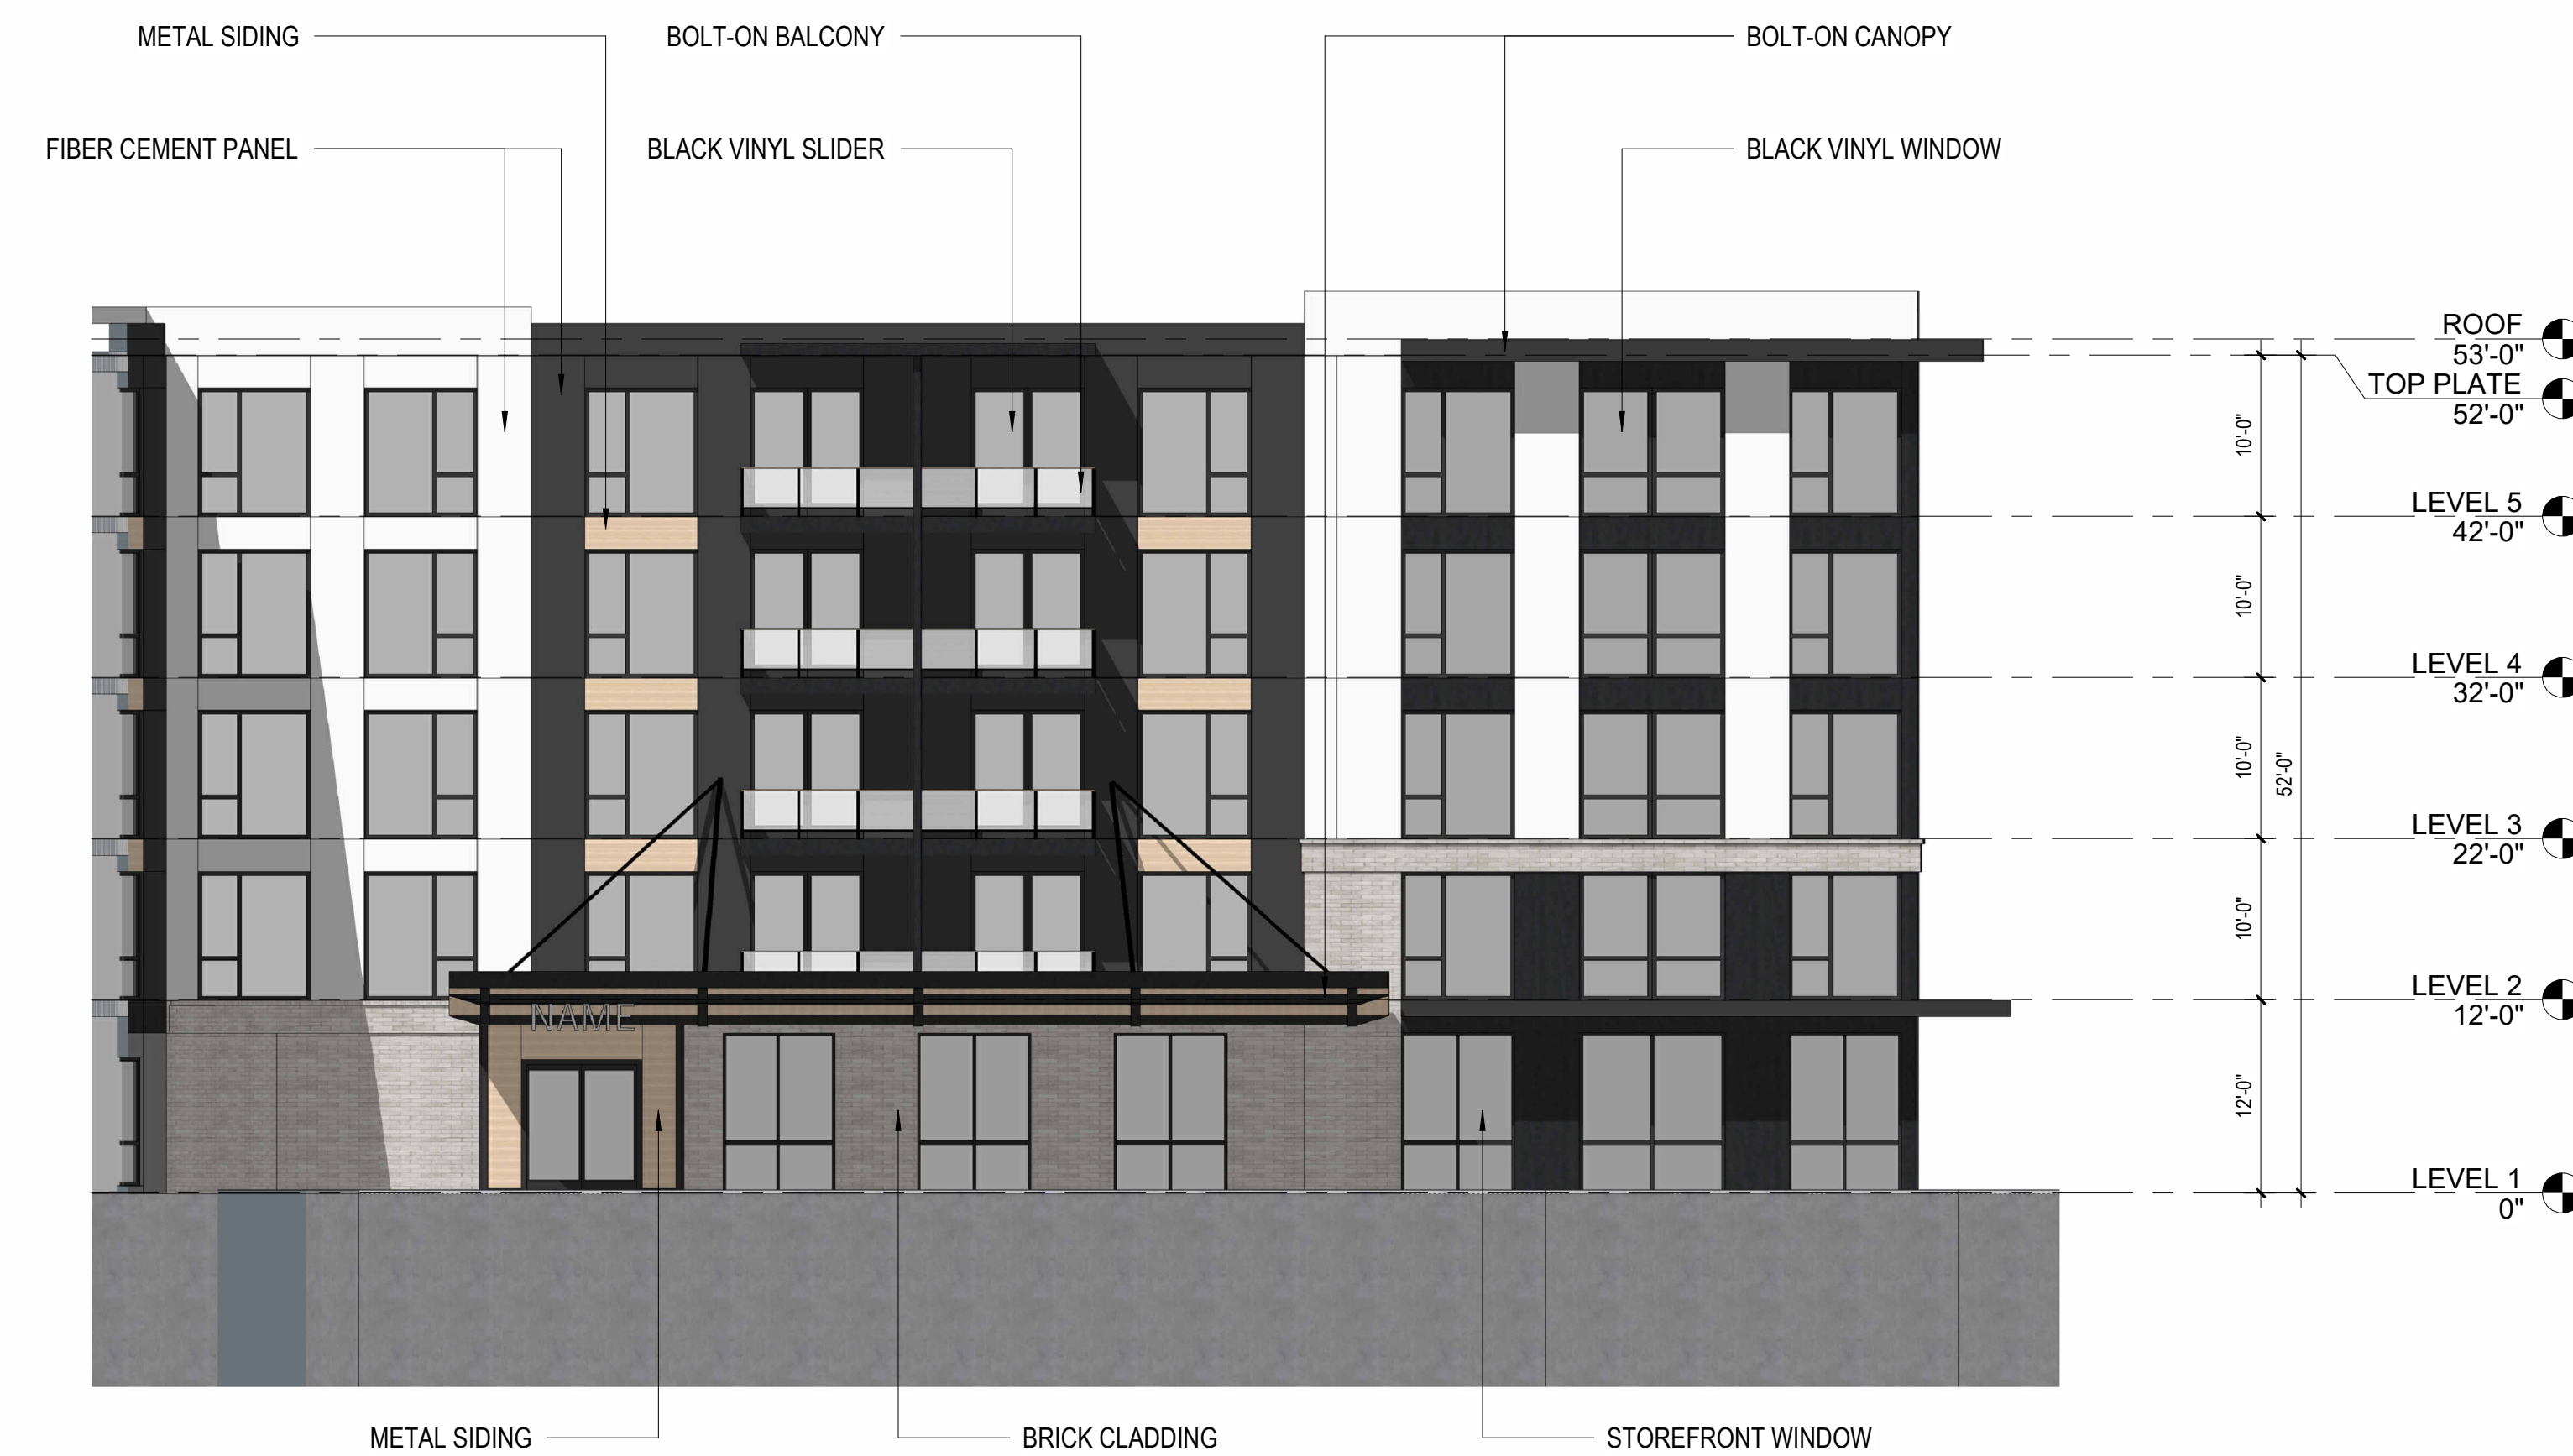 METAL SIDING
BOLT-ON BALCONY
BOLT-ON CANOPY
FIBER CEMENT PANEL
BLACK VINYL SLIDER
BLACK VINYL WINDOW
ROOF
53'-0"
TOP PLATE
52'-0"
10'-0"
LEVEL 5
42'-0"
10'-0"
LEVEL 4
32'-0"
10'-0"
52'-0"
LEVEL 3
22'-0"
10'-0"
LEVEL 2
12'-0"
NAME
12'-0"
LEVEL 1
0"
METAL SIDING
BRICK CLADDING
STOREFRONT WINDOW